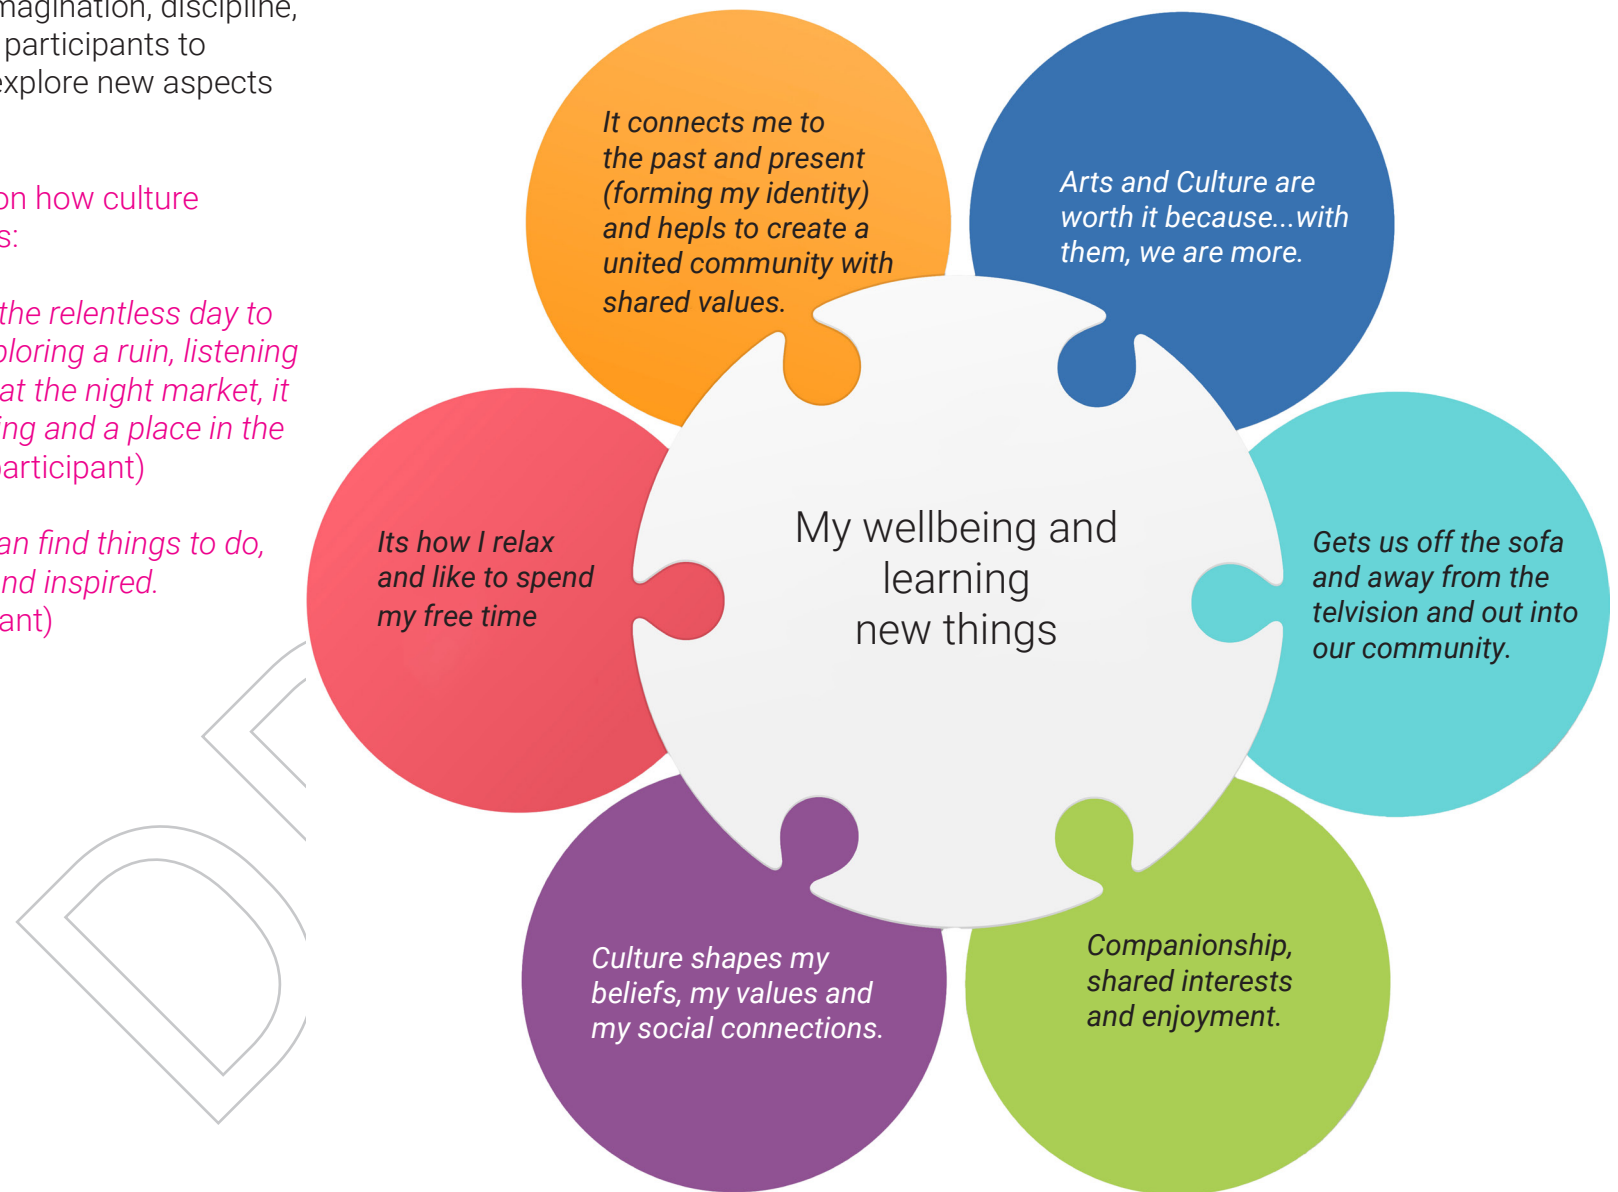 magination, discipline,
participants to
explore new aspects
on how culture
s:
the relentless day to
ploring a ruin, listening
at the night market, it
ing and a place in the
participant)
an find things to do,
and inspired.
ant)
It connects me to
the past and present
(forming my identity)
and hepls to create a
united community with
shared values.
Arts and Culture are
worth it because...with
them, we are more.
Its how I relax
and like to spend
my free time
My wellbeing and
learning
new things
Gets us off the sofa
and away from the
telvision and out into
our community.
Culture shapes my
beliefs, my values and
my social connections.
Companionship,
shared interests
and enjoyment.